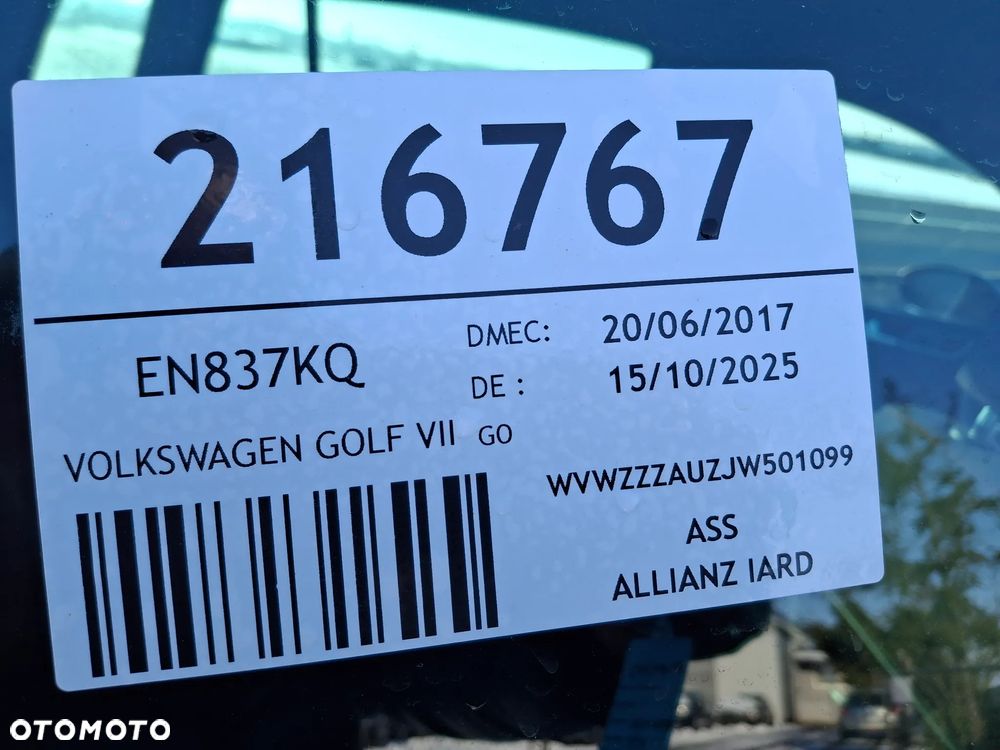 216767
EN837KQ
DMEC: 20/06/2017
DE : 15/10/2025
VOLKSWAGEN GOLF VII GO
WVWZZZAUZJW501099
ASS
ALLIANZ IARD
OTOMOTO